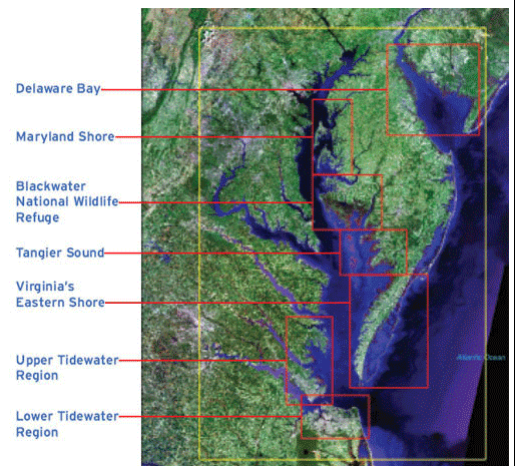 Delaware Bay
Maryland Shore
Blackwater
National Wildlife
Refuge
Tangier Sound
Virginia's
Eastern Shore
Upper Tidewater
Region
Lower Tidewater
Region
Atlantic Ocean